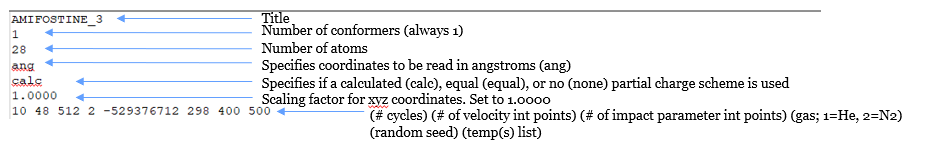 AMIFOSTINE_3 Title
1 Number of conformers (always 1)
28 Number of atoms
ang Specifies coordinates to be read in angstroms (ang)
calc Specifies if a calculated (calc), equal (equal), or no (none) partial charge scheme is used
1.0000 Scaling factor for xyz coordinates. Set to 1.0000
10 48 512 2 -529376712 298 400 500 (# cycles) (# of velocity int points) (# of impact parameter int points) (gas; 1=He, 2=N2)
(random seed) (temp(s) list)